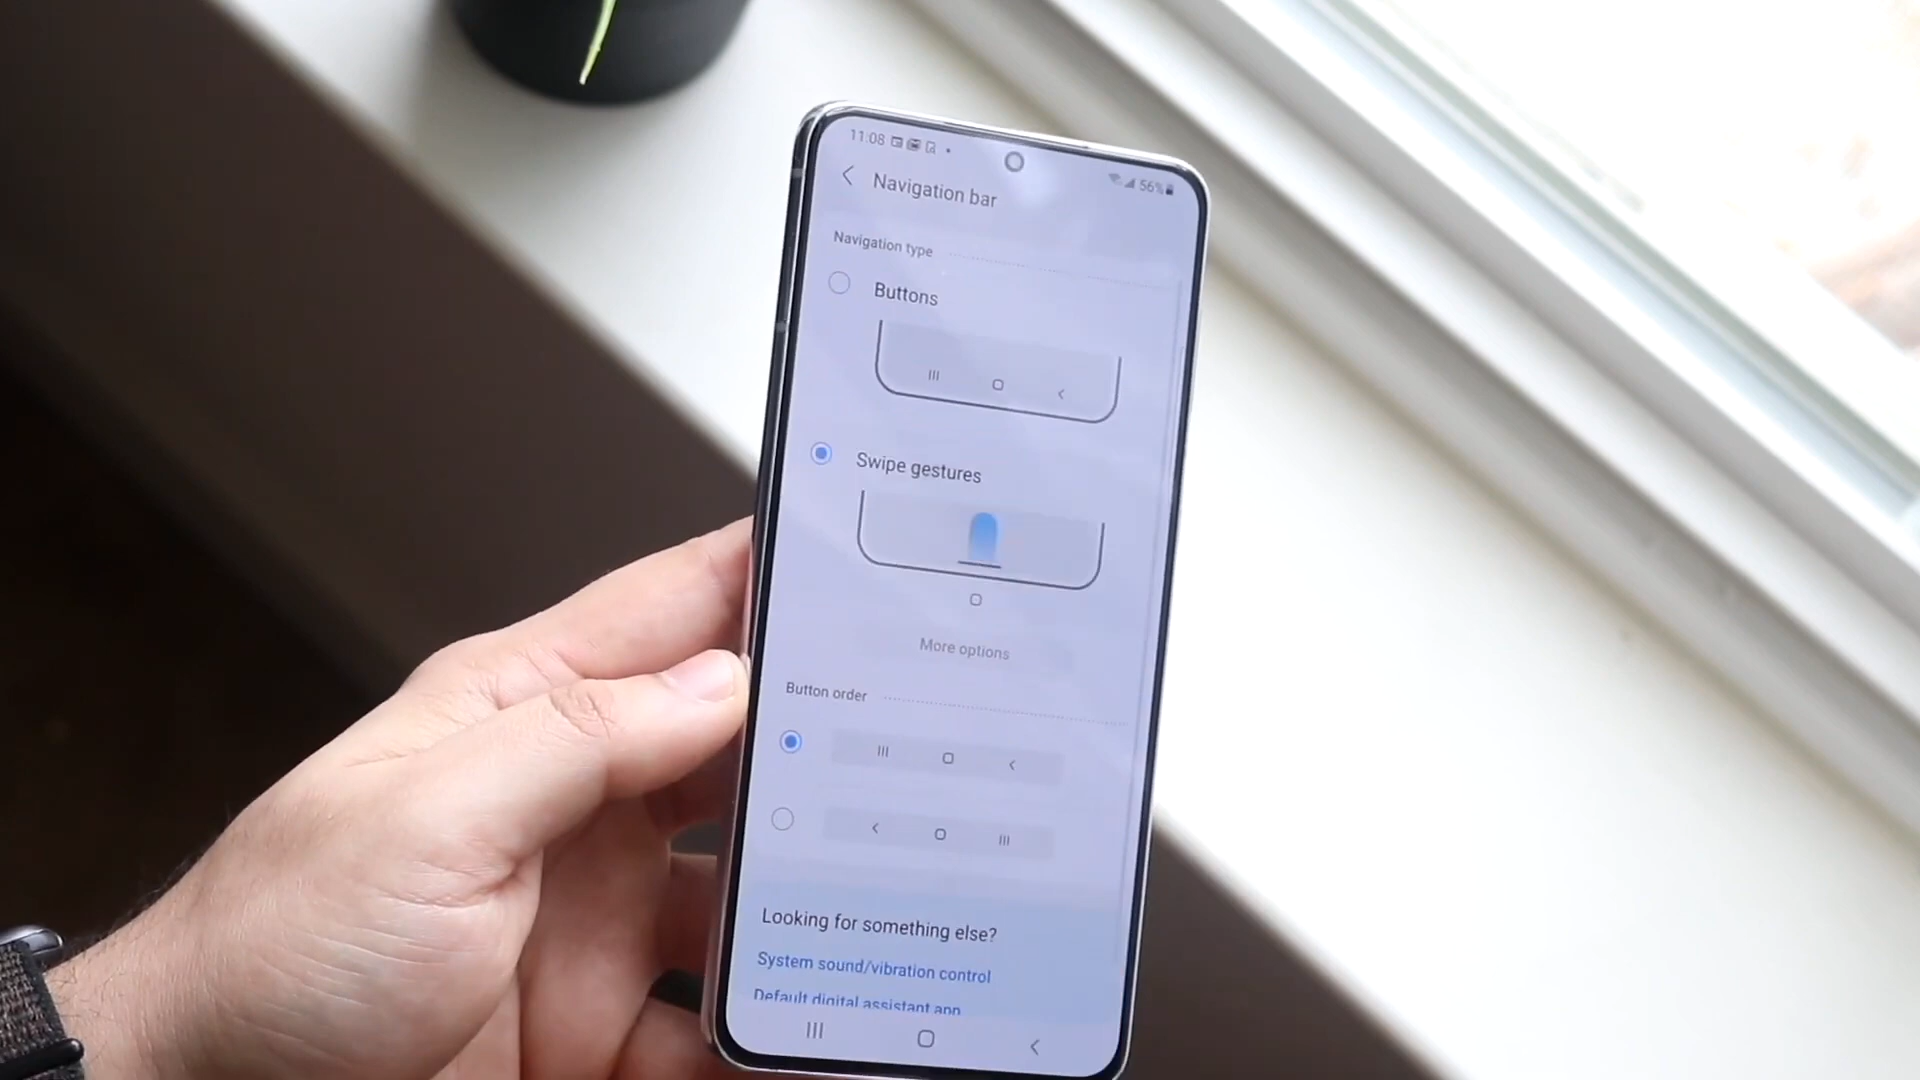 11:08
56%
Navigation bar
Navigation type
Buttons
Swipe gestures
More options
Button order
Looking for something else?
System sound/vibration control
Default digital assistant app